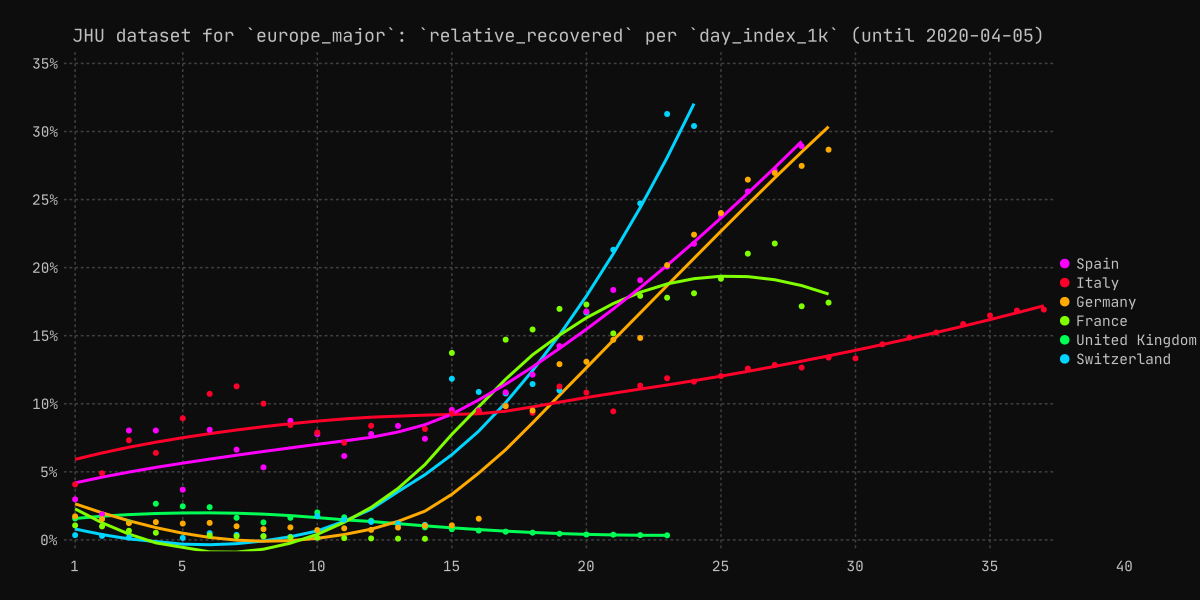 JHU dataset for `europe_major`: `relative_recovered` per `day_index_1k` (until 2020-04-05)
35%
30%
25%
20%
15%
10%
5%
0%
1 5 10 15 20 25 30 35 40
Spain
Italy
Germany
France
United Kingdom
Switzerland